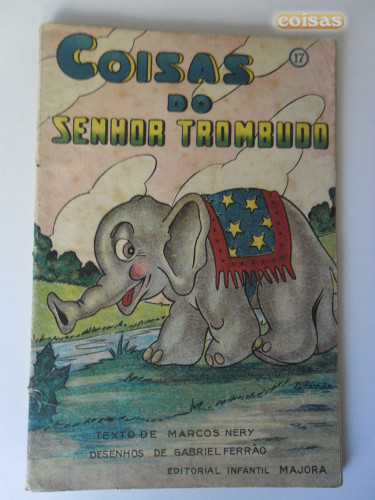 coisas
COISAS
17
DO
SENHOR TROMBUDO
TEXTO DE MARCOS NERY
DESENHOS DE GABRIEL FERRÃO
EDITORIAL INFANTIL MAJORA